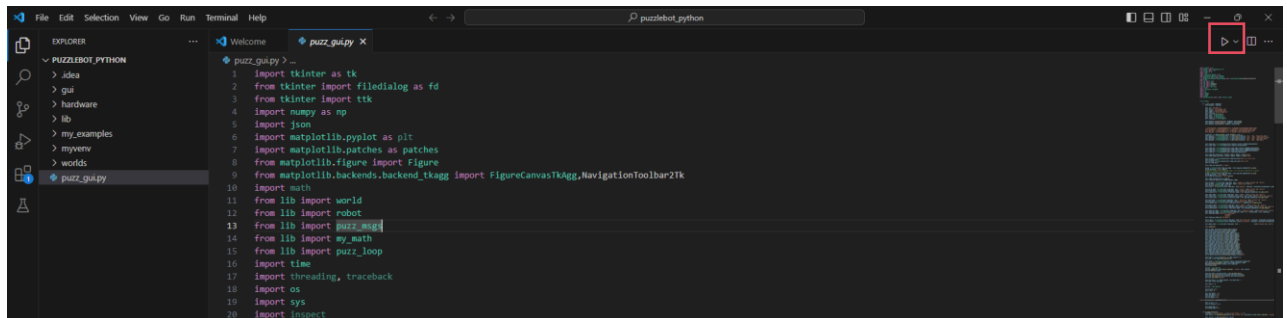 File Edit Selection View Go Run Terminal Help
puzzlebot_python
EXPLORER ...
PUZZLEBOT_PYTHON
.idea
gui
hardware
lib
my_examples
myvenv
worlds
puzz_gui.py
1
Welcome
puzz_gui.py
puzz_gui.py > ...
1 import tkinter as tk
2 from tkinter import filedialog as fd
3 from tkinter import ttk
4 import numpy as np
5 import json
6 import matplotlib.pyplot as plt
7 import matplotlib.patches as patches
8 from matplotlib.figure import Figure
9 from matplotlib.backends.backend_tkagg import FigureCanvasTkAgg,NavigationToolbar2Tk
10 import math
11 from lib import world
12 from lib import robot
13 from lib import puzz_msgs
14 from lib import my_math
15 from lib import puzz_loop
16 import time
17 import threading, traceback
18 import os
19 import sys
20 import inspect